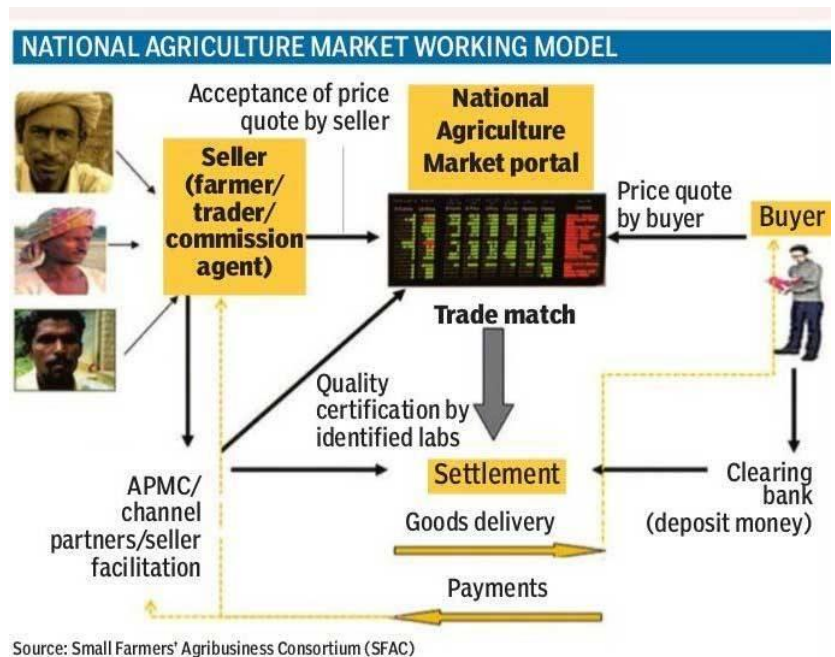 NATIONAL AGRICULTURE MARKET WORKING MODEL
Acceptance of price
quote by seller
National
Agriculture
Market portal
Seller
(farmer/
trader/
commission
agent)
Price quote
by buyer
Buyer
Trade match
Quality
certification by
identified labs
Settlement
Clearing
bank
(deposit money)
APMC/
channel
partners/seller
facilitation
Goods delivery
Payments
Source: Small Farmers' Agribusiness Consortium (SFAC)